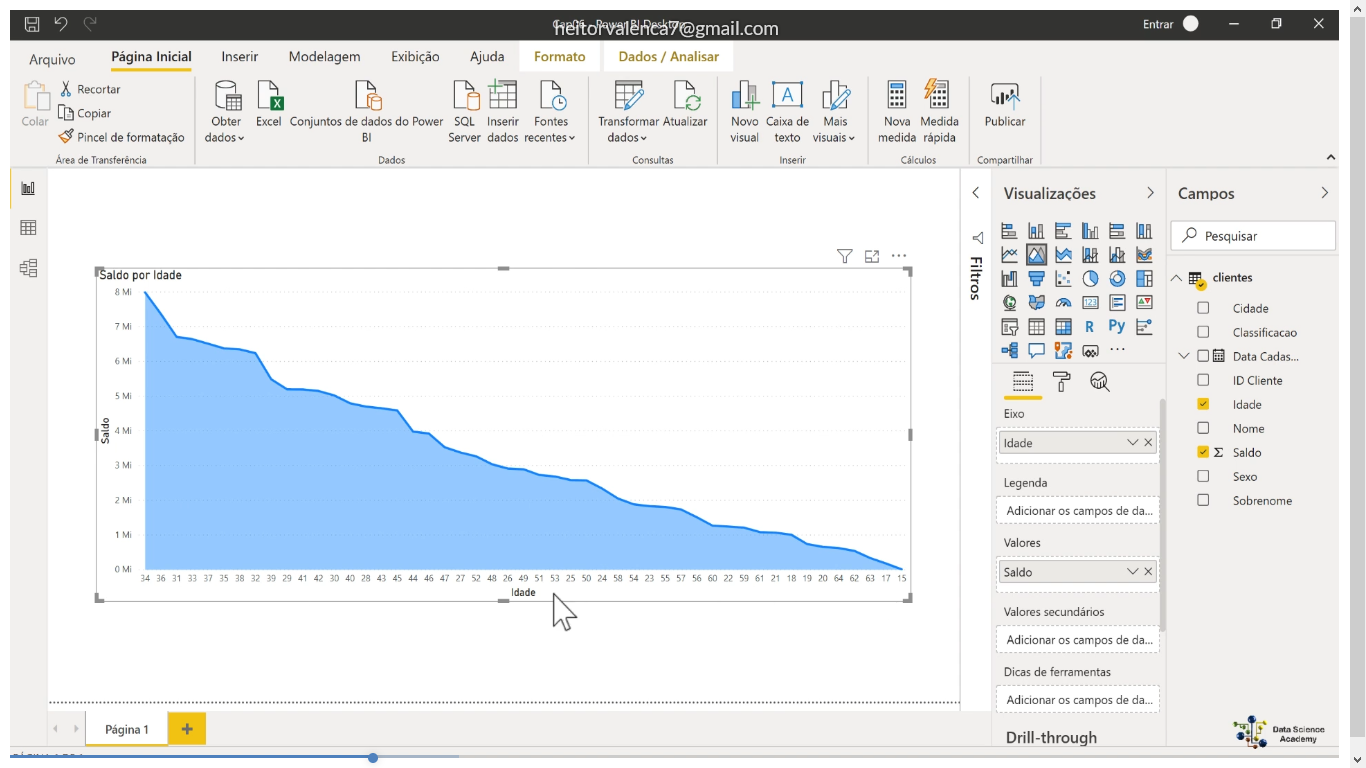 heitorvalenca7@gmail.com
Entrar
Arquivo
Página Inicial
Inserir
Modelagem
Exibição
Ajuda
Formato
Dados / Analisar
Colar
Recortar
Copiar
Pincel de formatação
Área de Transferência
Obter dados
Excel
Conjuntos de dados do Power BI
SQL Server
Inserir dados
Fontes recentes
Dados
Transformar dados
Atualizar
Consultas
Novo visual
Caixa de texto
Mais visuais
Inserir
Nova medida
Medida rápida
Cálculos
Publicar
Compartilhar
Saldo por Idade
8 Mi
7 Mi
6 Mi
5 Mi
4 Mi
3 Mi
2 Mi
1 Mi
0 Mi
Saldo
34 36 31 33 37 35 38 32 39 29 41 42 30 40 28 43 45 44 46 47 27 52 48 26 49 51 53 25 50 24 58 54 23 55 57 56 60 22 59 61 21 18 19 20 64 62 63 17 15
Idade
Filtros
Visualizações
123
R
Py
Eixo
Idade
Legenda
Adicionar os campos de da...
Valores
Saldo
Valores secundários
Adicionar os campos de da...
Dicas de ferramentas
Adicionar os campos de da...
Drill-through
Campos
Pesquisar
clientes
Cidade
Classificacao
Data Cadas...
ID Cliente
Idade
Nome
Σ Saldo
Sexo
Sobrenome
Página 1
Data Science
Academy